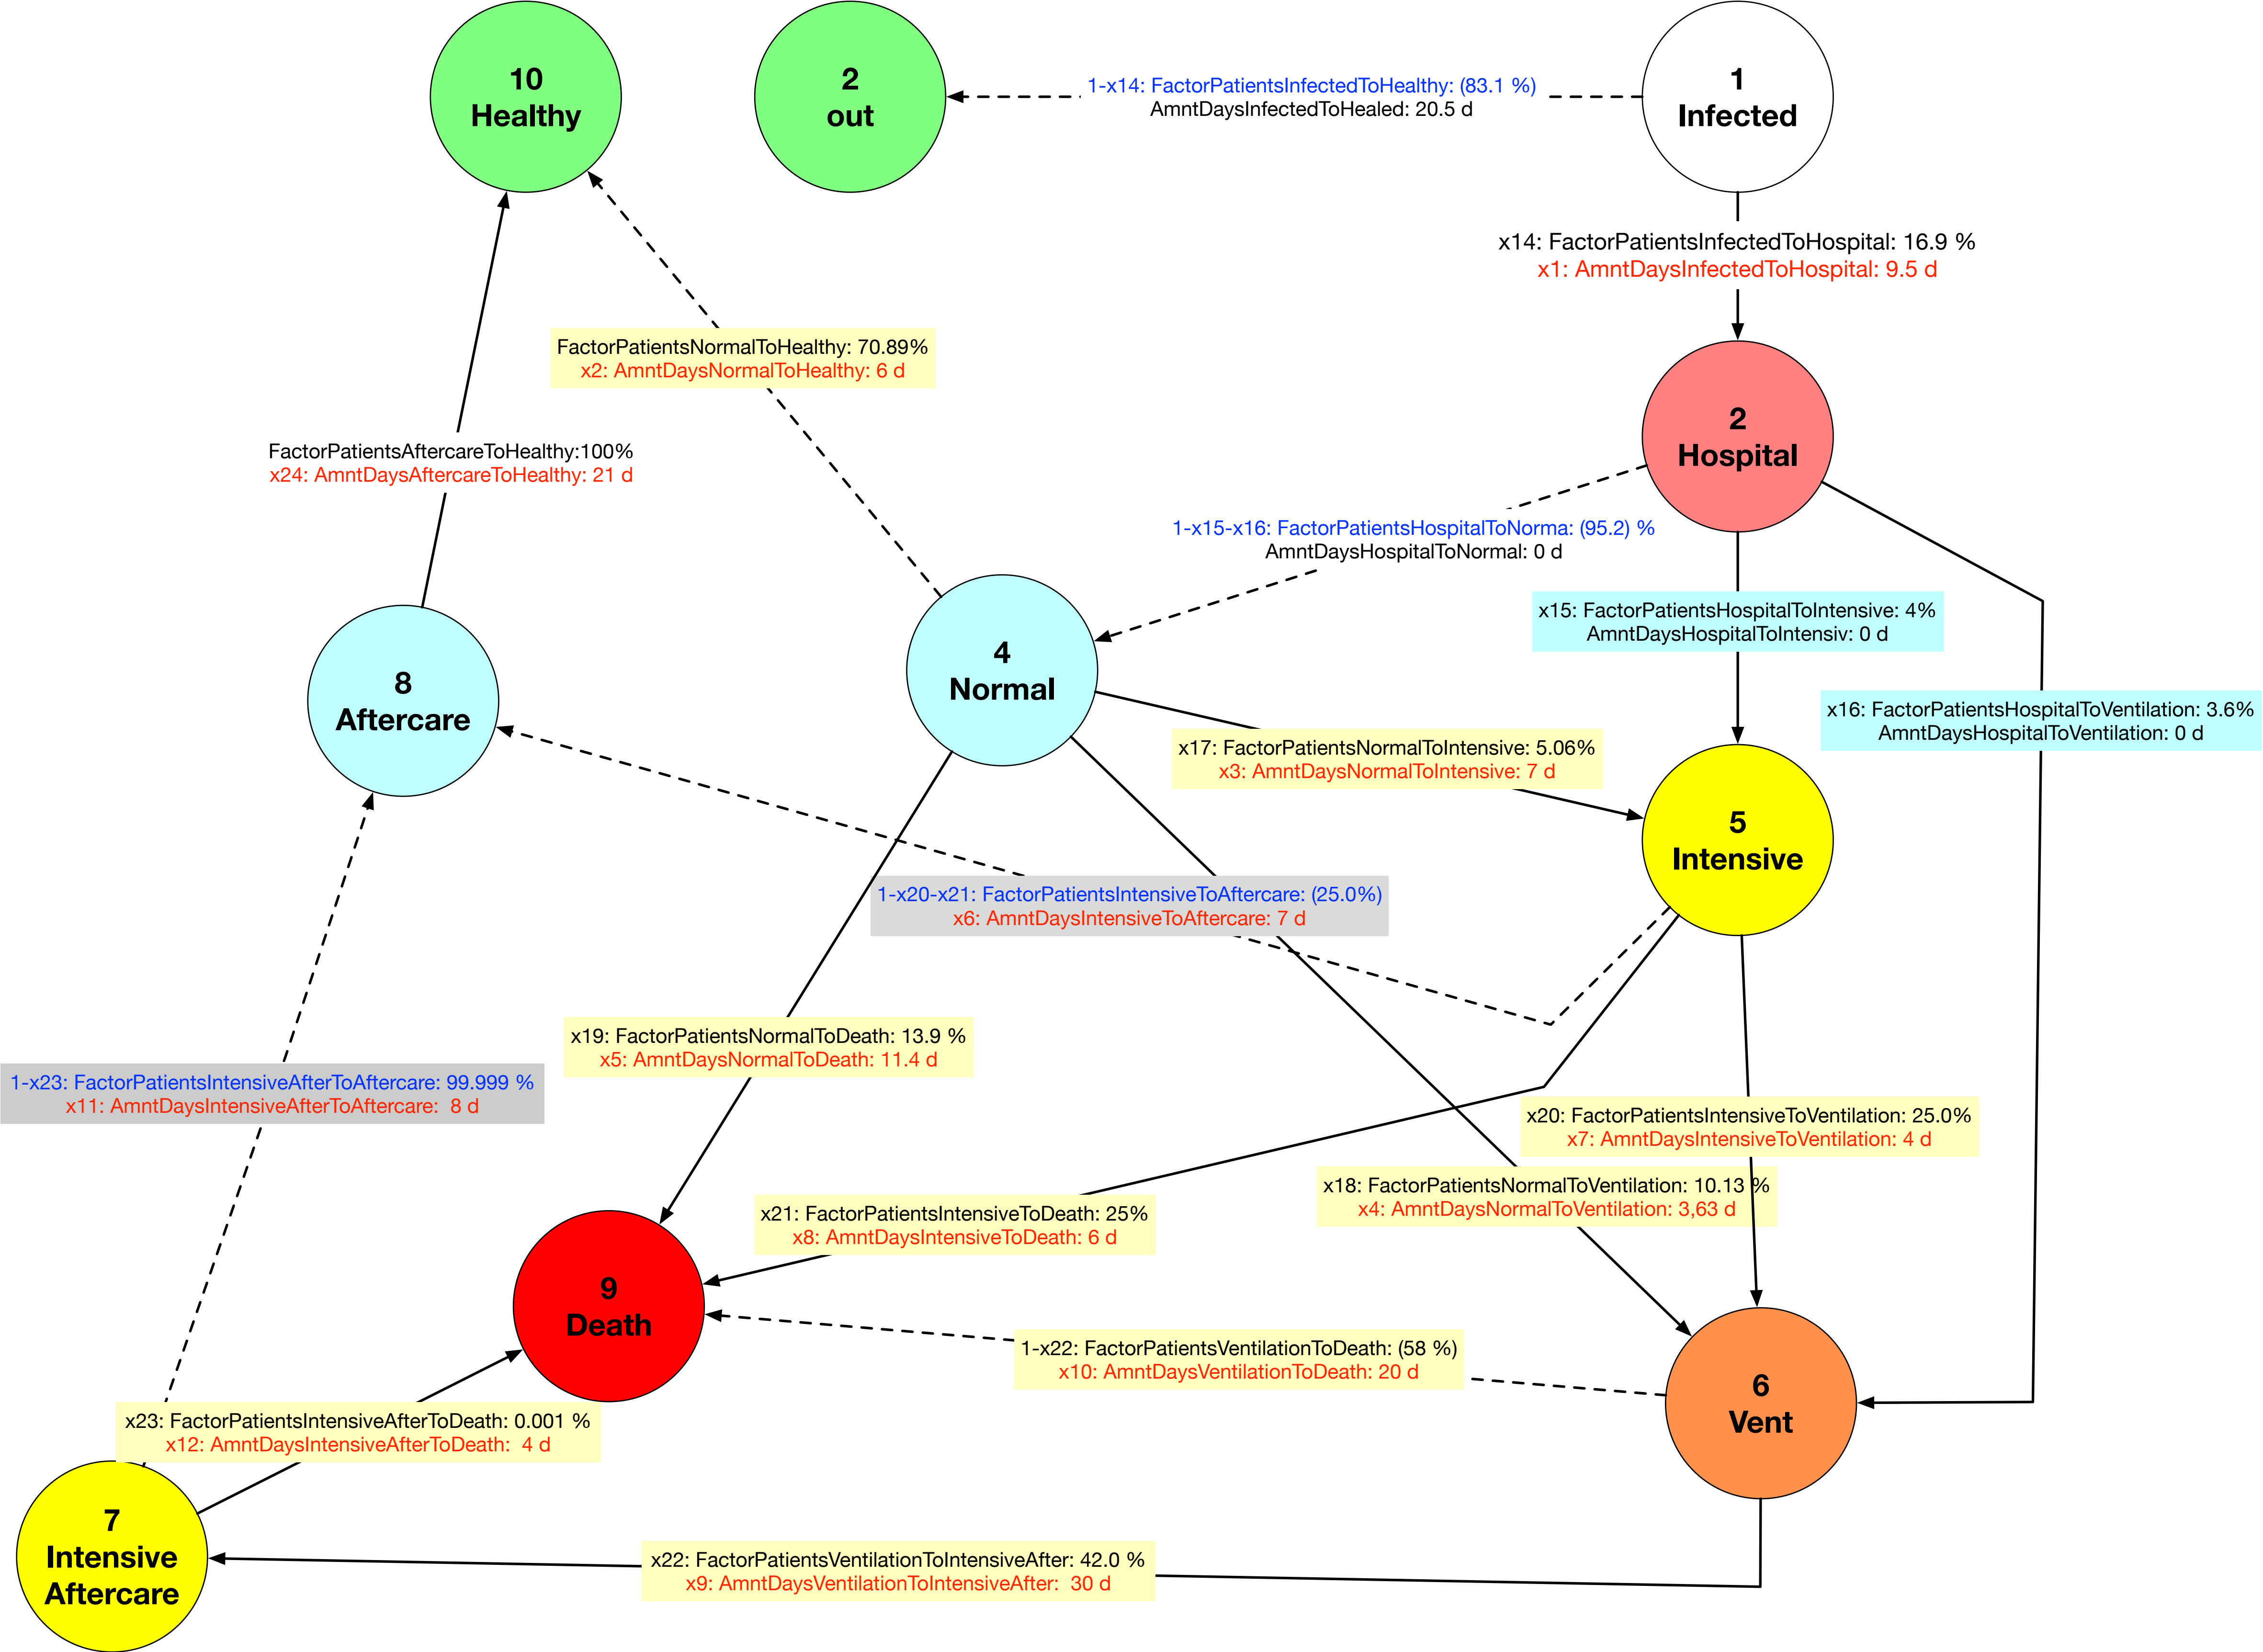 10
Healthy
2
out
1
Infected
1-x14: FactorPatientsInfectedToHealthy: (83.1 %)
AmntDaysInfectedToHealed: 20.5 d
x14: FactorPatientsInfectedToHospital: 16.9 %
x1: AmntDaysInfectedToHospital: 9.5 d
FactorPatientsNormalToHealthy: 70.89%
x2: AmntDaysNormalToHealthy: 6 d
2
Hospital
FactorPatientsAftercareToHealthy:100%
x24: AmntDaysAftercareToHealthy: 21 d
1-x15-x16: FactorPatientsHospitalToNorma: (95.2) %
AmntDaysHospitalToNormal: 0 d
x15: FactorPatientsHospitalToIntensive: 4%
AmntDaysHospitalToIntensiv: 0 d
8
Aftercare
4
Normal
x16: FactorPatientsHospitalToVentilation: 3.6%
AmntDaysHospitalToVentilation: 0 d
x17: FactorPatientsNormalToIntensive: 5.06%
x3: AmntDaysNormalToIntensive: 7 d
5
Intensive
1-x20-x21: FactorPatientsIntensiveToAftercare: (25.0%)
x6: AmntDaysIntensiveToAftercare: 7 d
x19: FactorPatientsNormalToDeath: 13.9 %
x5: AmntDaysNormalToDeath: 11.4 d
1-x23: FactorPatientsIntensiveAfterToAftercare: 99.999 %
x11: AmntDaysIntensiveAfterToAftercare:  8 d
x20: FactorPatientsIntensiveToVentilation: 25.0%
x7: AmntDaysIntensiveToVentilation: 4 d
x18: FactorPatientsNormalToVentilation: 10.13 %
x4: AmntDaysNormalToVentilation: 3,63 d
x21: FactorPatientsIntensiveToDeath: 25%
x8: AmntDaysIntensiveToDeath: 6 d
9
Death
1-x22: FactorPatientsVentilationToDeath: (58 %)
x10: AmntDaysVentilationToDeath: 20 d
6
Vent
x23: FactorPatientsIntensiveAfterToDeath: 0.001 %
x12: AmntDaysIntensiveAfterToDeath:  4 d
7
Intensive
Aftercare
x22: FactorPatientsVentilationToIntensiveAfter: 42.0 %
x9: AmntDaysVentilationToIntensiveAfter:  30 d